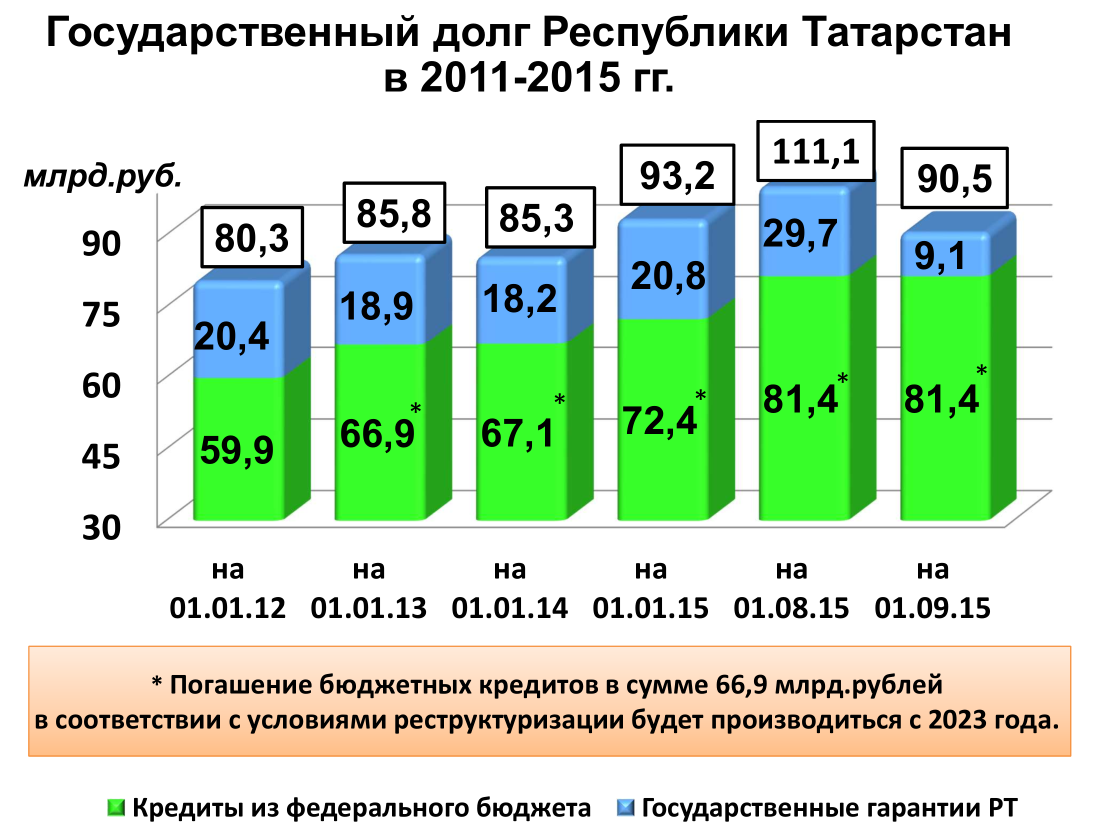 Государственный долг Республики Татарстан
в 2011-2015 гг.
млрд.руб.
80,3
85,8
85,3
93,2
111,1
90,5
90
75
60
45
30
20,4
18,9
18,2
20,8
29,7
9,1
59,9
66,9*
67,1*
72,4*
81,4*
81,4*
на
01.01.12
на
01.01.13
на
01.01.14
на
01.01.15
на
01.08.15
на
01.09.15
* Погашение бюджетных кредитов в сумме 66,9 млрд.рублей
в соответствии с условиями реструктуризации будет производиться с 2023 года.
Кредиты из федерального бюджета
Государственные гарантии РТ